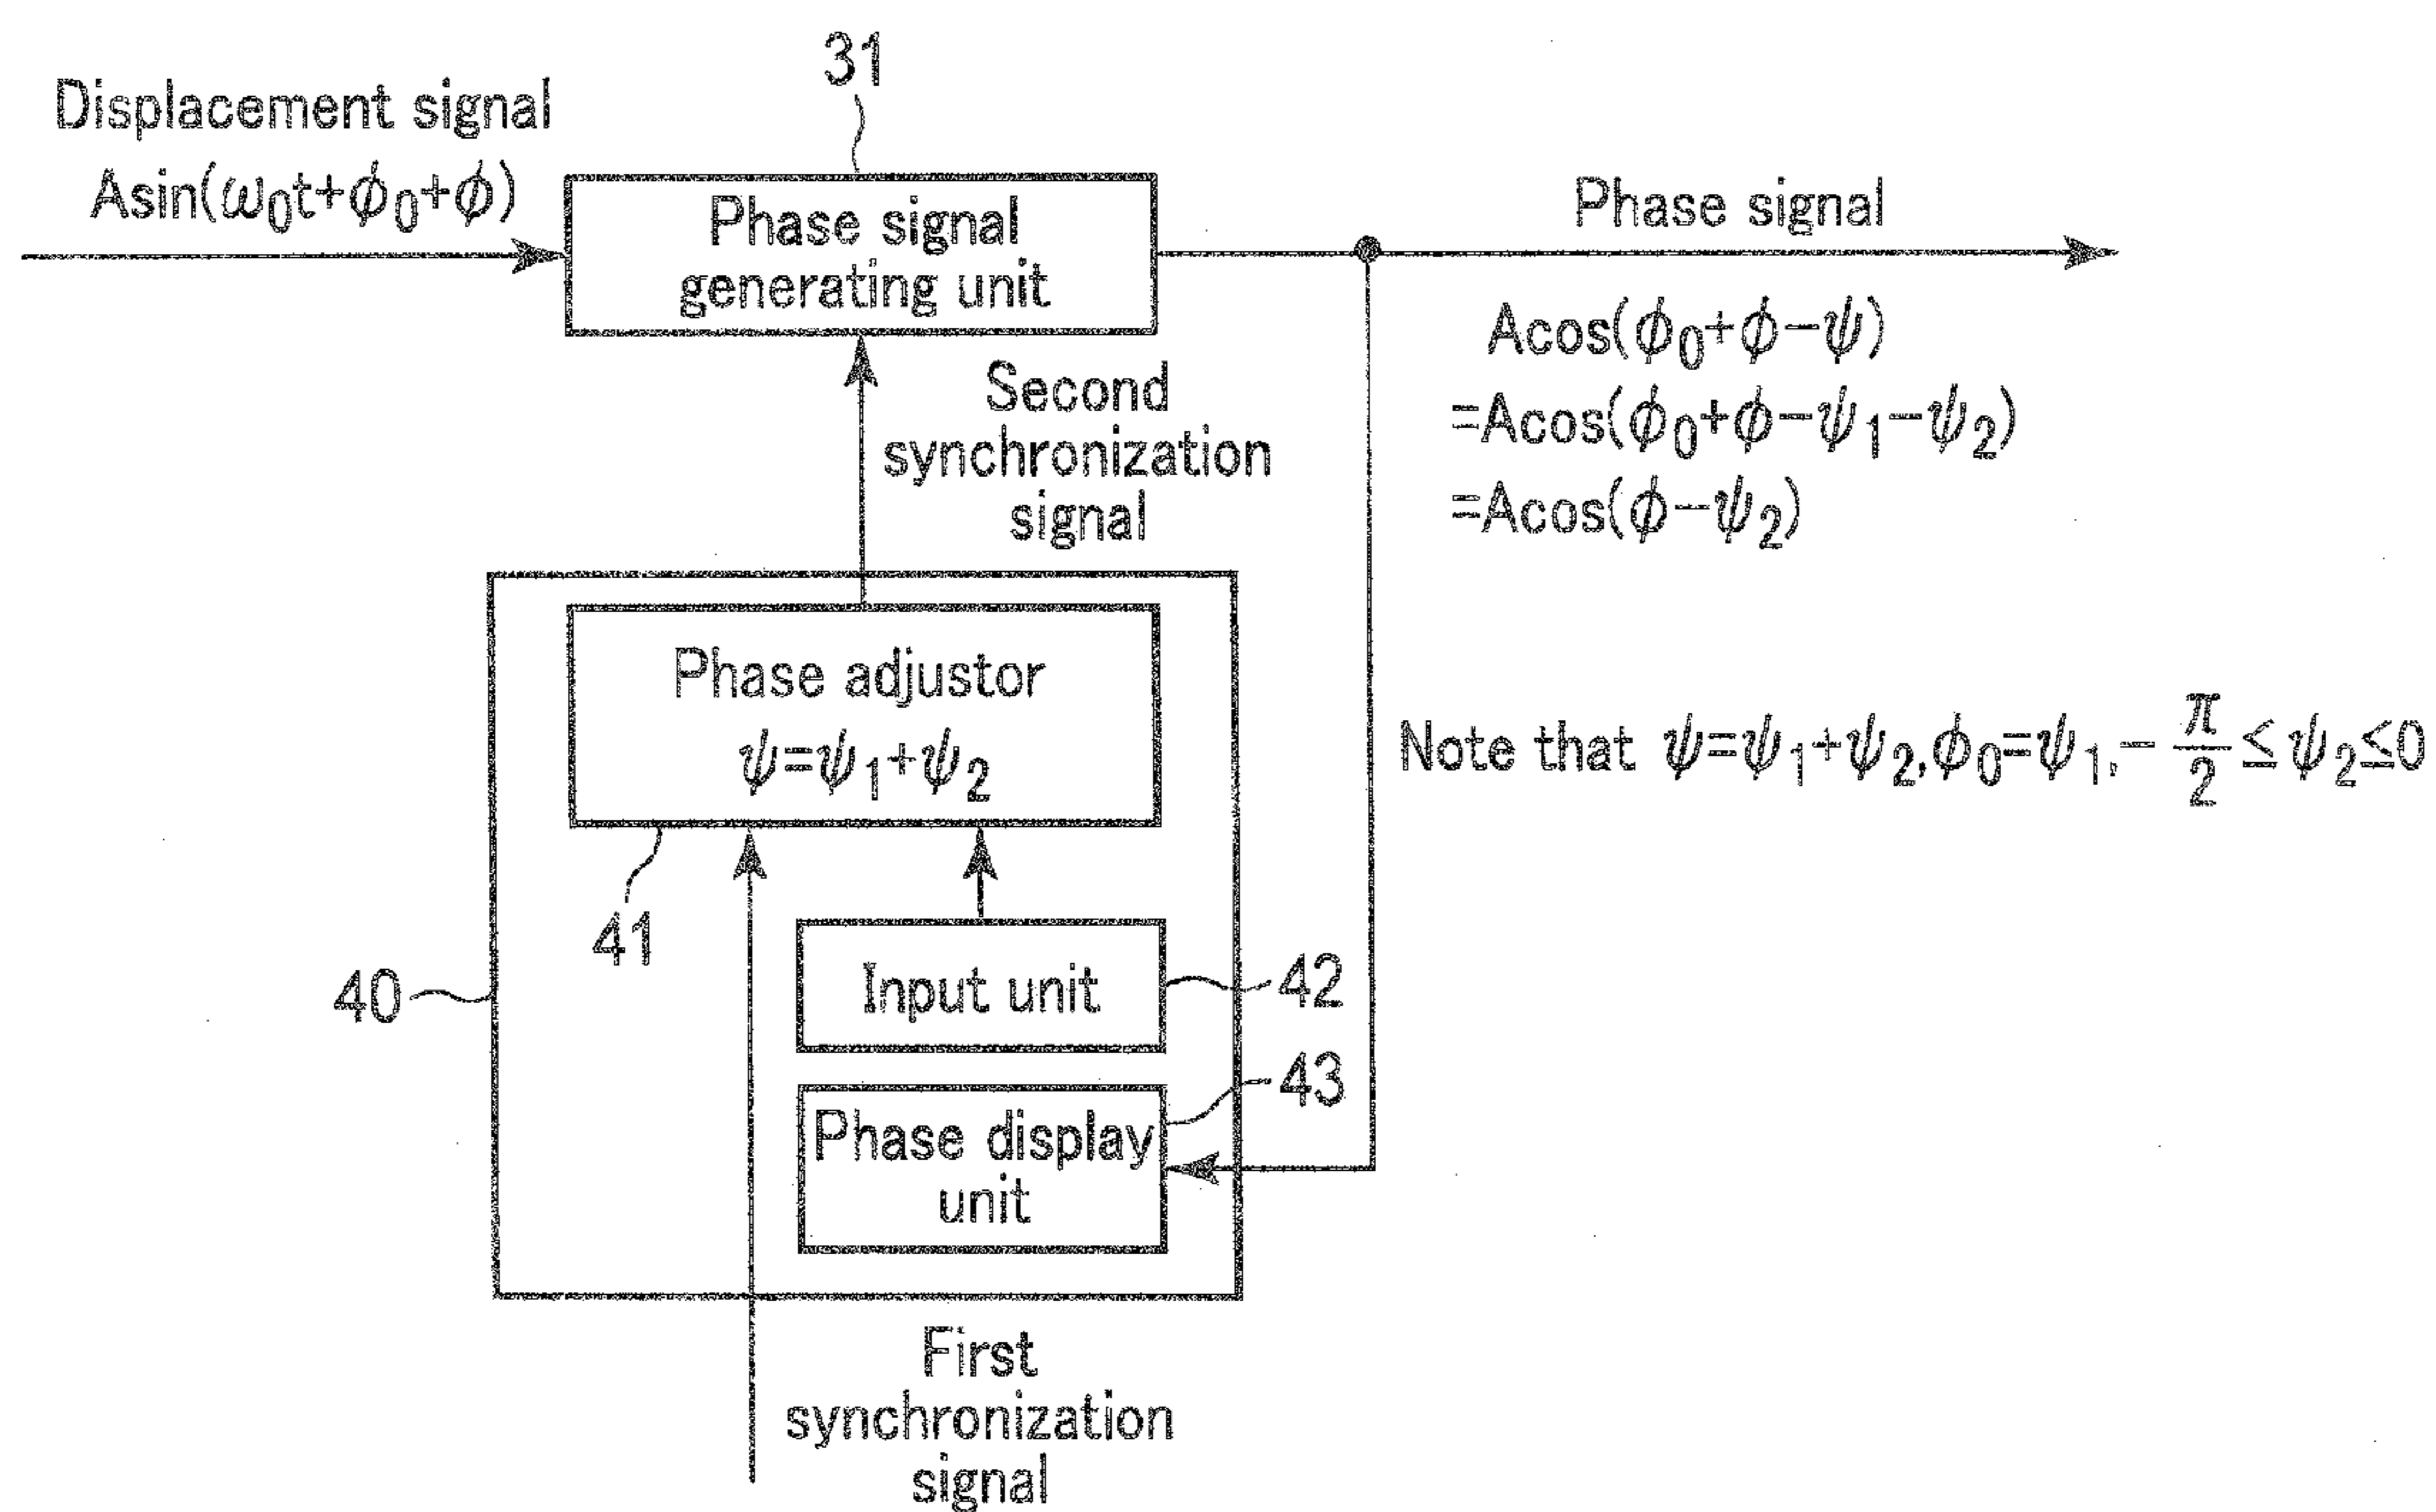 31
Displacement signal
Asin(ω₀t+ϕ₀+ϕ)
Phase signal
generating unit
Phase signal
Acos(ϕ₀+ϕ−ψ)
=Acos(ϕ₀+ϕ−ψ₁−ψ₂)
=Acos(ϕ−ψ₂)
Second
synchronization
signal
Phase adjustor
ψ=ψ₁+ψ₂
Note that ψ=ψ₁+ψ₂,ϕ₀=ψ₁,−π/2≤ψ₂≤0
41
40
Input unit
42
43
Phase display
unit
First
synchronization
signal